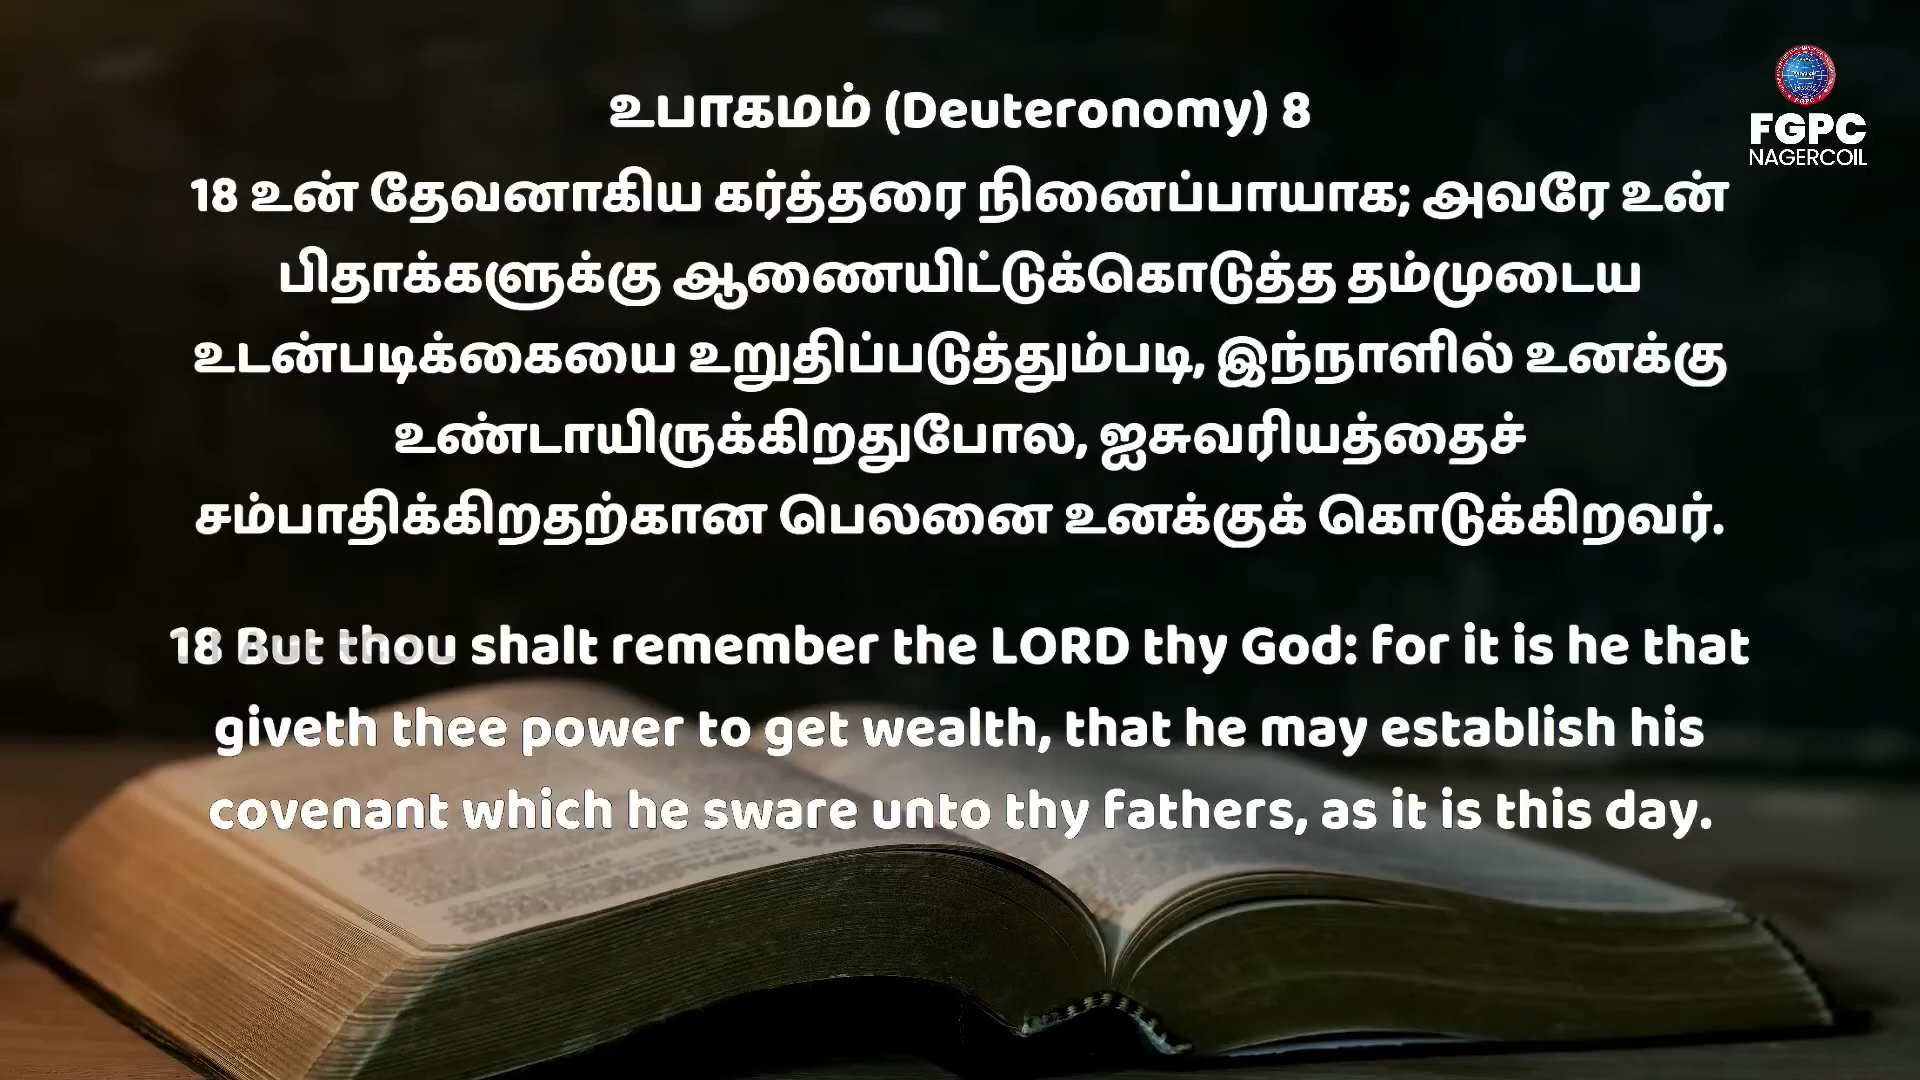 உபாகமம் (Deuteronomy) 8
18 உன் தேவனாகிய கர்த்தரை நினைப்பாயாக; அவரே உன்
பிதாக்களுக்கு ஆணையிட்டுக்கொடுத்த தம்முடைய
உடன்படிக்கையை உறுதிப்படுத்தும்படி, இந்நாளில் உனக்கு
உண்டாயிருக்கிறதுபோல, ஐசுவரியத்தைச்
சம்பாதிக்கிறதற்கான பெலனை உனக்குக் கொடுக்கிறவர்.
18 But thou shalt remember the LORD thy God: for it is he that
giveth thee power to get wealth, that he may establish his
covenant which he sware unto thy fathers, as it is this day.
FGPC
NAGERCOIL